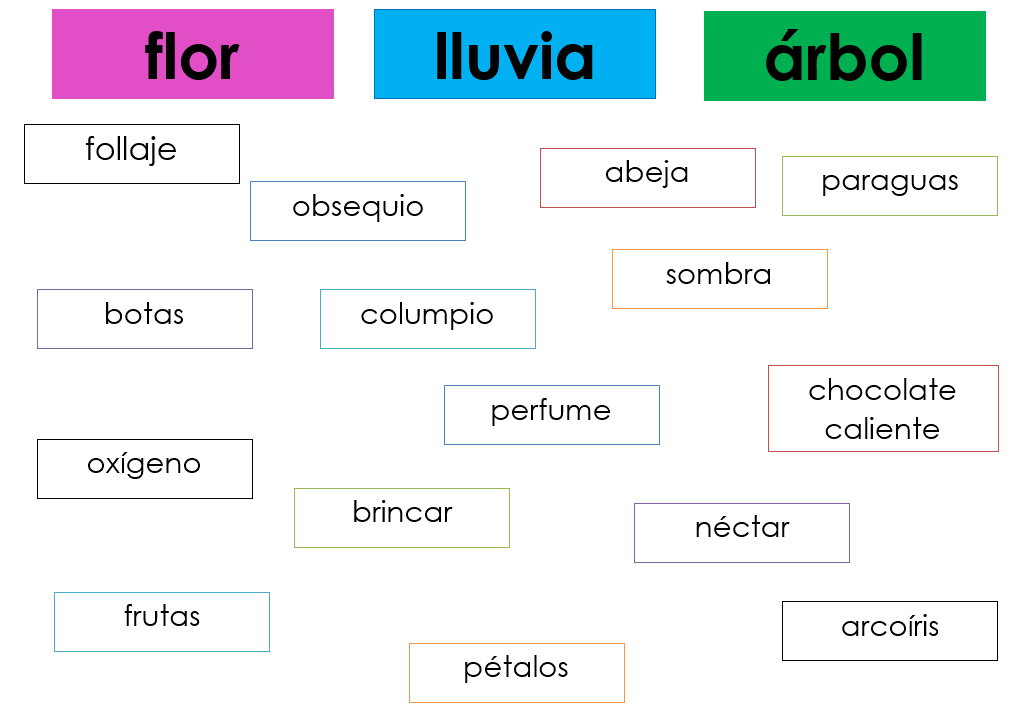 flor
lluvia
árbol
follaje
obsequio
abeja
paraguas
sombra
botas
columpio
perfume
chocolate
caliente
oxígeno
brincar
néctar
frutas
arcoíris
pétalos